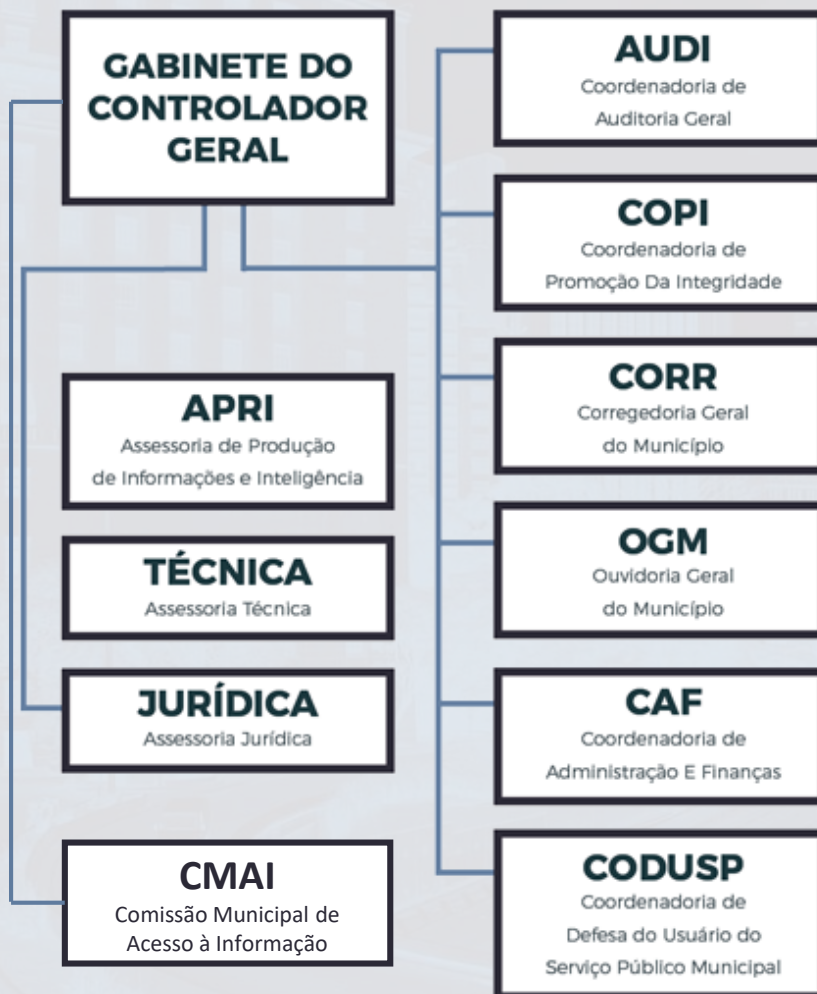 GABINETE DO
CONTROLADOR
GERAL
APRI
Assessoria de Produção
de Informações e Inteligência
TÉCNICA
Assessoria Técnica
JURÍDICA
Assessoria Jurídica
CMAI
Comissão Municipal de
Acesso à Informação
AUDI
Coordenadoria de
Auditoria Geral
COPI
Coordenadoria de
Promoção Da Integridade
CORR
Corregedoria Geral
do Município
OGM
Ouvidoria Geral
do Município
CAF
Coordenadoria de
Administração E Finanças
CODUSP
Coordenadoria de
Defesa do Usuário do
Serviço Público Municipal